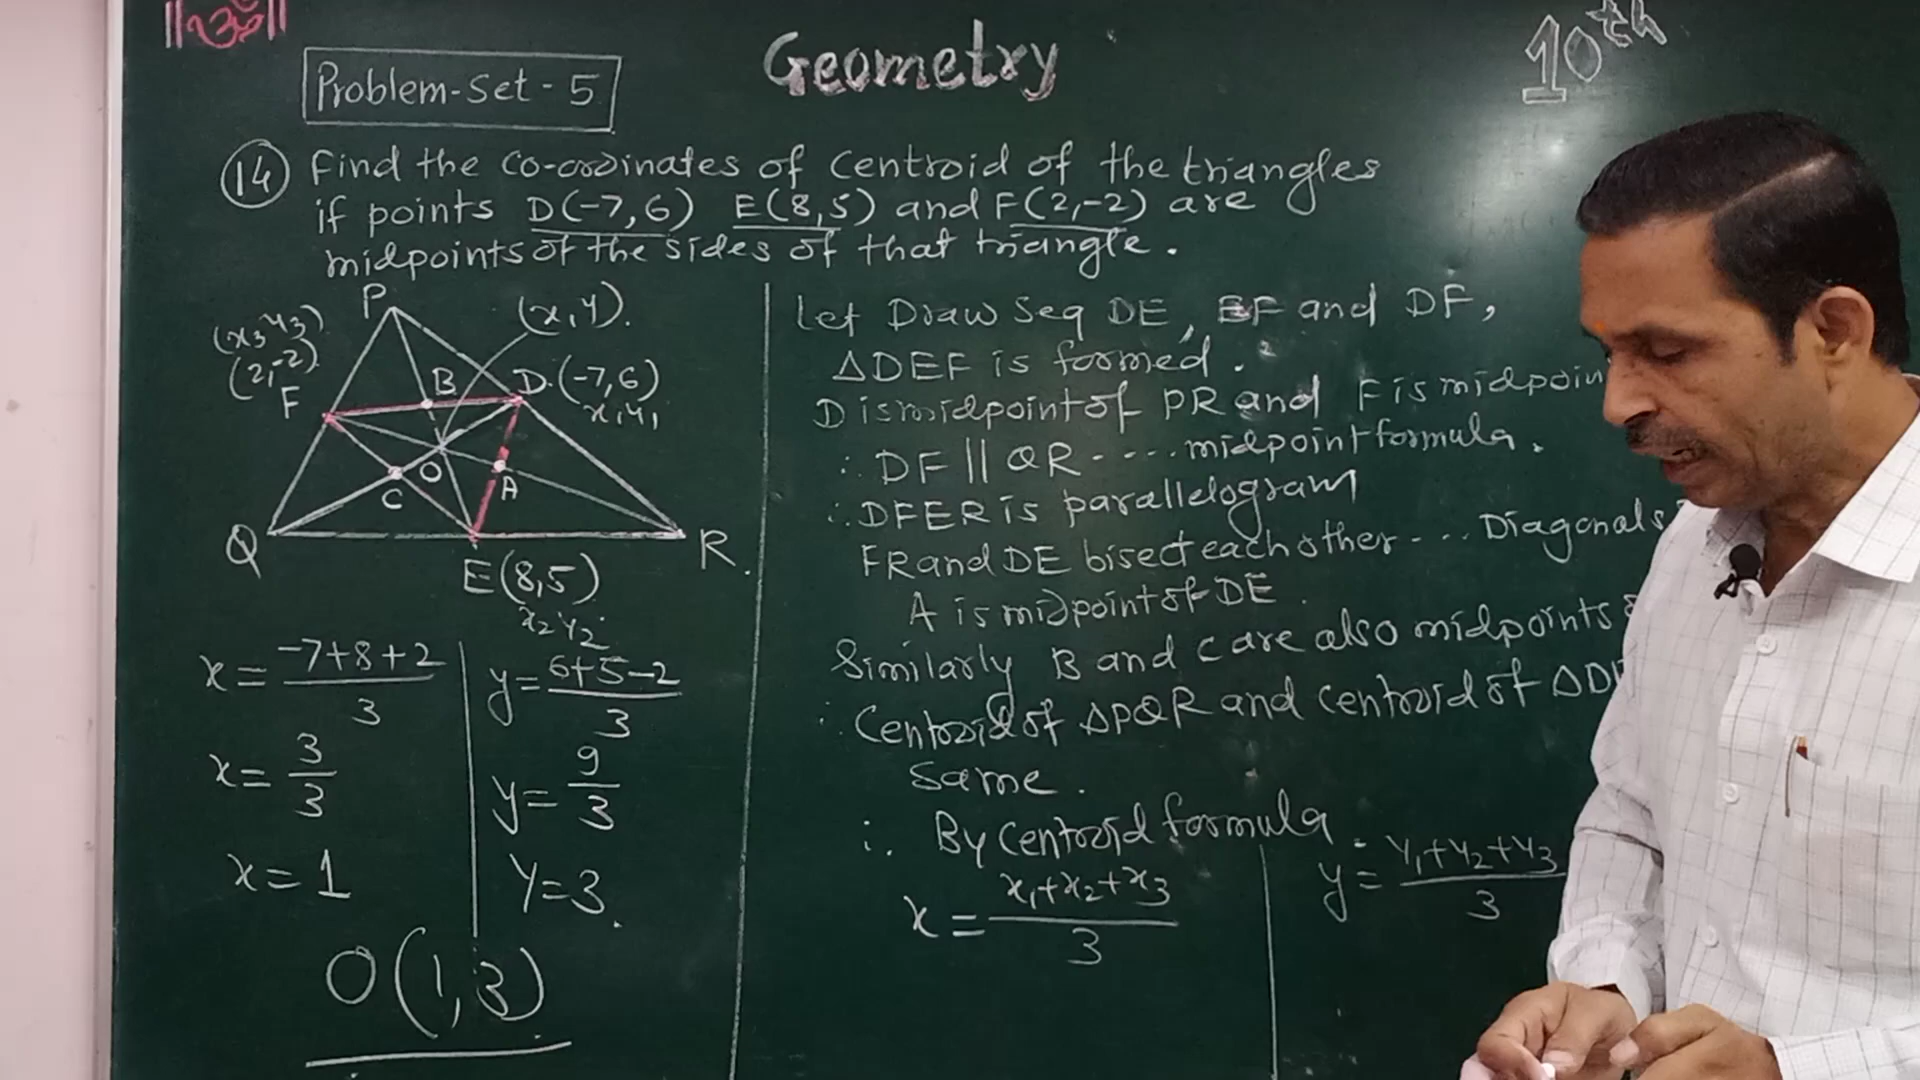 ||ॐ||
Geometry
10th
Problem-Set-5
(14) Find the co-ordinates of centroid of the triangles
if points D(-7,6) E(8,5) and F(2,-2) are
midpoints of the sides of that triangle.
P
(x,y).
(x3 y3)
(2,-2)
F
B
D(-7,6)
x1 y1
C
O
A
Q
R.
E(8,5)
x2 y2
x = -7+8+2 / 3
x = 3/3
x = 1
y = 6+5-2 / 3
y = 9/3
y = 3.
O(1,3)
Let Draw seg DE, EF and DF,
ΔDEF is formed.
D is midpoint of PR and F is midpoin
∴ DF || QR .... midpoint formula.
∴ DFER is parallelogram
FR and DE bisect each other ... Diagonals
A is midpoint of DE.
Similarly B and C are also midpoints
∴ Centroid of ΔPQR and centroid of ΔD
same.
∴ By centroid formula
x = x1+x2+x3 / 3
y = y1+y2+y3 / 3